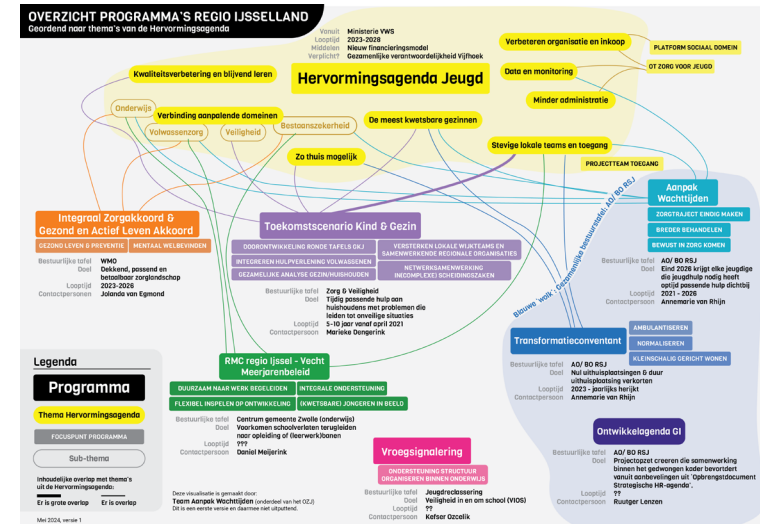 OVERZICHT PROGRAMMA'S REGIO IJSSELLAND
Geordend naar thema's van de Hervormingsagenda
Vanuit Ministerie VWS
Looptijd 2023-2028
Middelen Nieuw financieringsmodel
Verplicht? Gezamenlijke verantwoordelijkheid Vijfhoek
Hervormingsagenda Jeugd
Verbeteren organisatie en inkoop
PLATFORM SOCIAAL DOMEIN
OT ZORG VOOR JEUGD
Data en monitoring
Minder administratie
Kwaliteitsverbetering en blijvend leren
Onderwijs
Verbinding aanpalende domeinen
Volwassenzorg
Veiligheid
Bestaanszekerheid
De meest kwetsbare gezinnen
Zo thuis mogelijk
Stevige lokale teams en toegang
PROJECTTEAM TOEGANG
Integraal Zorgakkoord &
Gezond en Actief Leven Akkoord
GEZOND LEVEN & PREVENTIE
MENTAAL WELBEVINDEN
Bestuurlijke tafel WMO
Doel Dekkend, passend en
betaalbaar zorglandschap
Looptijd 2023-2026
Contactpersonen Jolanda van Egmond
Toekomstscenario Kind & Gezin
DOORONTWIKKELING RONDE TAFELS GKJ
INTEGREREN HULPVERLENING VOLWASSENEN
GEZAMELIJKE ANALYSE GEZIN/HUISHOUDEN
VERSTERKEN LOKALE WIJKTEAMS EN
SAMENWERKENDE REGIONALE ORGANISATIES
NETWERKSAMENWERKING
(INCOMPLEXE) SCHEIDINGSZAKEN
Bestuurlijke tafel Zorg & Veiligheid
Doel Tijdig passende hulp aan
huishoudens met problemen die
leiden tot onveilige situaties
Looptijd 5-10 jaar vanaf april 2021
Contactpersoon Marieke Dengerink
Aanpak
Wachttijden
ZORGTRAJECT EINDIG MAKEN
BREDER BEHANDELEN
BEWUST IN ZORG KOMEN
Bestuurlijke tafel AO/ BO RSJ
Doel Eind 2026 krijgt elke jeugdige
die jeugdhulp nodig heeft
optijd passende hulp dichtbij
Looptijd 2021 - 2026
Contactpersoon Annemarie van Rhijn
Blauwe 'wolk': Gezamenlijke bestuurstafel: AO/ BO RSJ
Transformatieconventant
AMBULANTISEREN
NORMALISEREN
KLEINSCHALIG GERICHT WONEN
Bestuurlijke tafel AO/ BO RSJ
Doel Nul uithuisplaatsingen & duur
uithuisplaatsing verkorten
Looptijd 2023 - jaarlijks herijkt
Contactpersoon Annemarie van Rhijn
RMC regio Ijssel - Vecht
Meerjarenbeleid
DUURZAAM NAAR WERK BEGELEIDEN
INTEGRALE ONDERSTEUNING
FLEXIBEL INSPELEN OP ONTWIKKELING
(KWETSBARE) JONGEREN IN BEELD
Bestuurlijke tafel Centrum gemeente Zwolle (onderwijs)
Doel Voorkomen schoolverlaten terugleiden
naar opleiding of (leerwerk)banen
Looptijd ???
Contactpersoon Daniel Meijerink
Vroegsignalering
ONDERSTEUNING STRUCTUUR
ORGANISEREN BINNEN ONDERWIJS
Bestuurlijke tafel Jeugdreclassering
Doel Veiligheid in en om school (VIOS)
Looptijd ??
Contactpersoon Kefser Ozcelik
Ontwikkelagenda GI
Bestuurlijke tafel AO/ BO RSJ
Doel Projectopzet creeren die samenwerking
binnen het gedwongen kader bevordert
vanuit aanbevelingen uit 'Opbrengstdocument
Strategische HR-agenda'.
Looptijd ??
Contactpersoon Ruutger Lenzen
Legenda
Programma
Thema Hervormingsagenda
FOCUSPUNT PROGRAMMA
Sub-thema
Inhoudelijke overlap met thema's
uit de Hervormingsagenda:
Er is grote overlap
Er is overlap
Deze visualisatie is gemaakt door:
Team Aanpak Wachttijden (onderdeel van het OZJ)
Dit is een eerste versie en daarmee niet uitputtend.
Mei 2024, versie 1